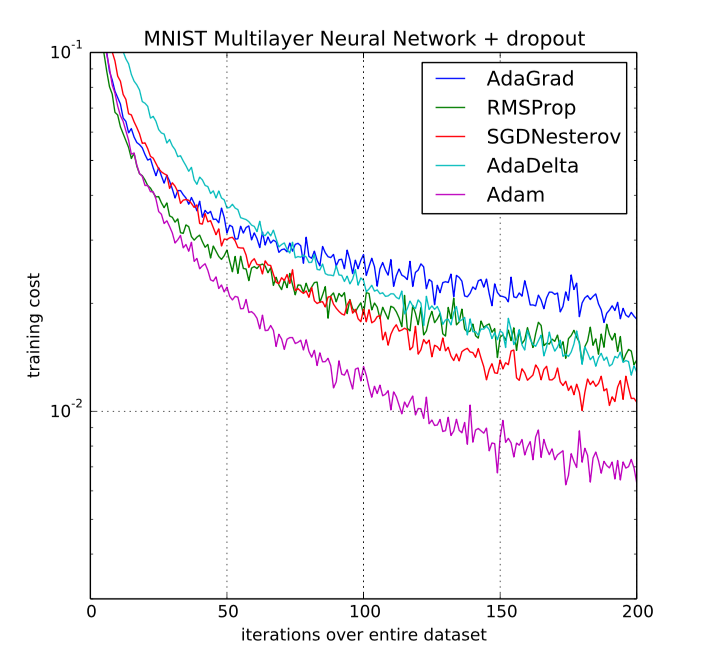 MNIST Multilayer Neural Network + dropout
10^-1
AdaGrad
RMSProp
SGDNesterov
AdaDelta
Adam
training cost
10^-2
0 50 100 150 200
iterations over entire dataset